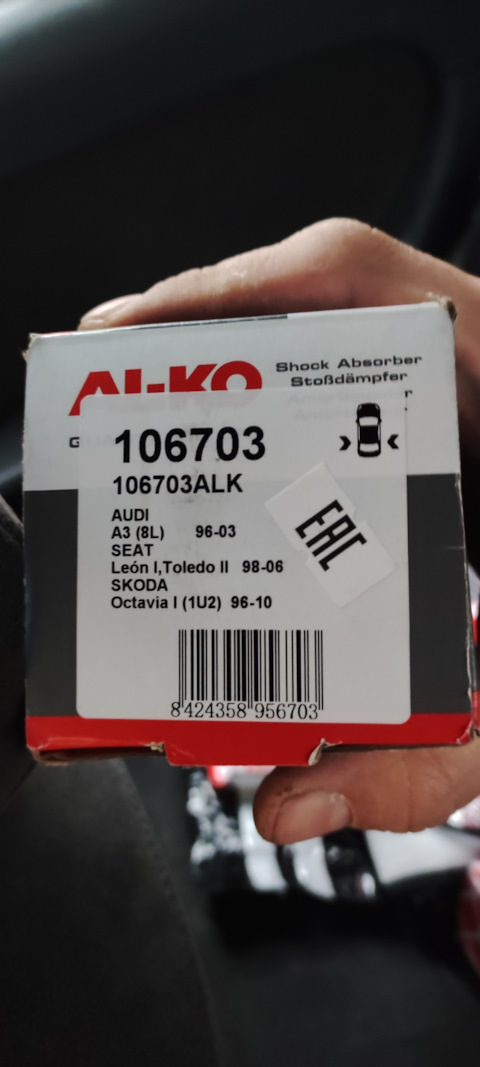 AL-KO
Shock Absorber
Stoßdämpfer
106703
106703ALK
AUDI
A3 (8L) 96-03
SEAT
León I,Toledo II 98-06
SKODA
Octavia I (1U2) 96-10
EAC
8 424358 956703